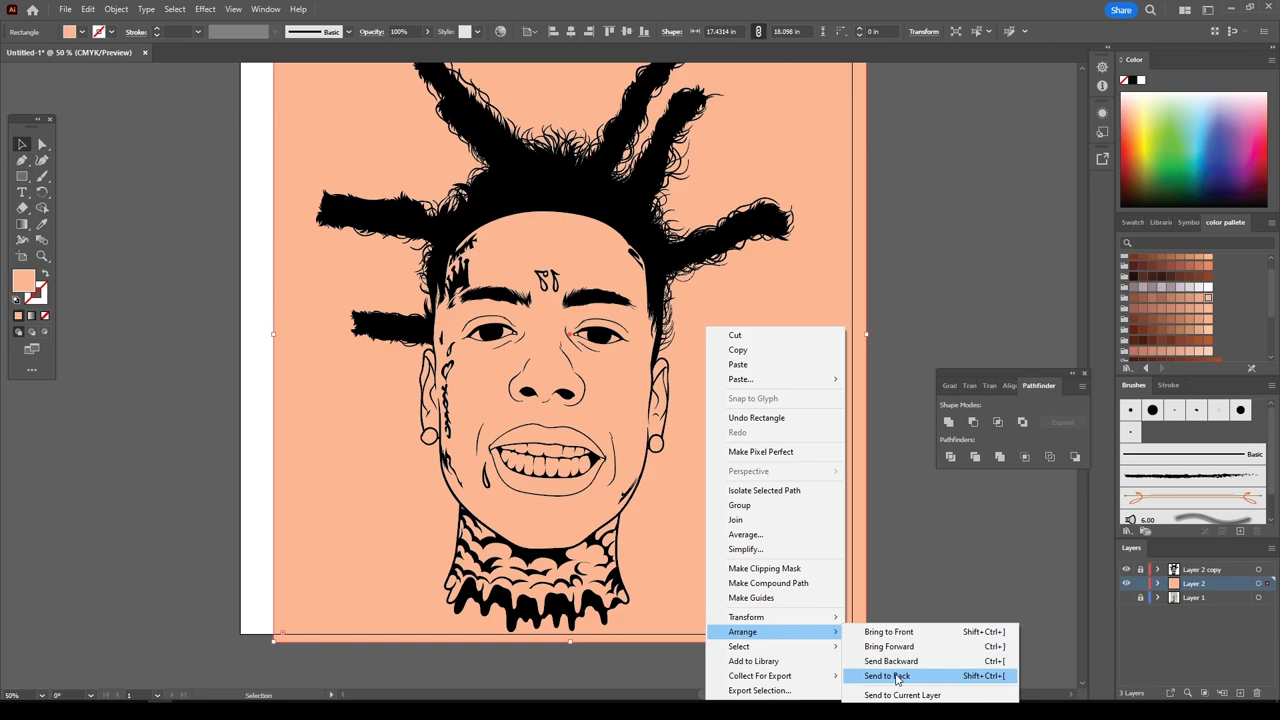 Ai File Edit Object Type Select Effect View Window Help Share
Rectangle Stroke: Basic Opacity: 100% Style: Shape: 17.4314 in 18.098 in 0 in Transform
Untitled-1* @ 50 % (CMYK/Preview) ×
Color
Swatch Librari Symbo color pallete
Cut
Copy
Paste
Paste...
Snap to Glyph
Undo Rectangle
Redo
Make Pixel Perfect
Perspective
Isolate Selected Path
Group
Join
Average...
Simplify...
Make Clipping Mask
Make Compound Path
Make Guides
Transform
Arrange
Select
Add to Library
Collect For Export
Export Selection...
Bring to Front Shift+Ctrl+]
Bring Forward Ctrl+]
Send Backward Ctrl+[
Send to Back Shift+Ctrl+[
Send to Current Layer
Grad Tran Tran Alig Pathfinder
Shape Modes:
Expand
Pathfinders:
Brushes Stroke
Basic
6.00
Layers
Layer 2 copy
Layer 2
Layer 1
3 Layers
50% 0° 1 Selection